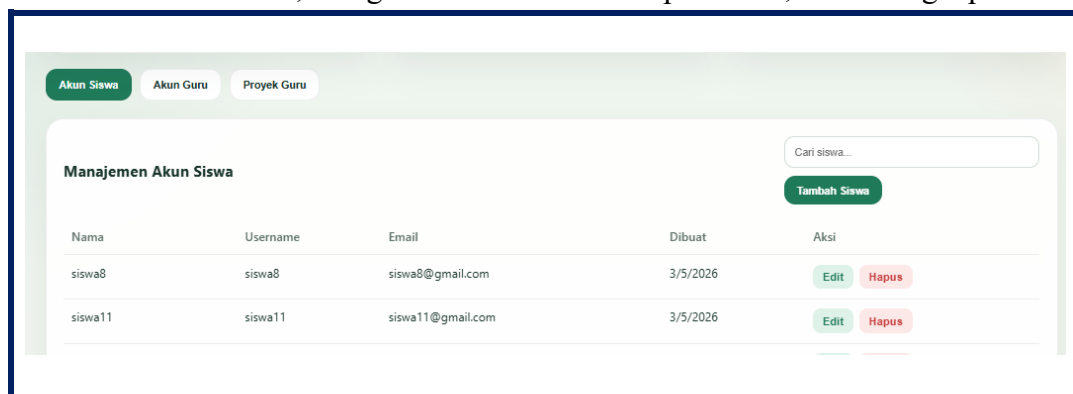 Akun Siswa Akun Guru Proyek Guru
Cari siswa...
Manajemen Akun Siswa
Tambah Siswa
Nama Username Email Dibuat Aksi
siswa8 siswa8 siswa8@gmail.com 3/5/2026 Edit Hapus
siswa11 siswa11 siswa11@gmail.com 3/5/2026 Edit Hapus